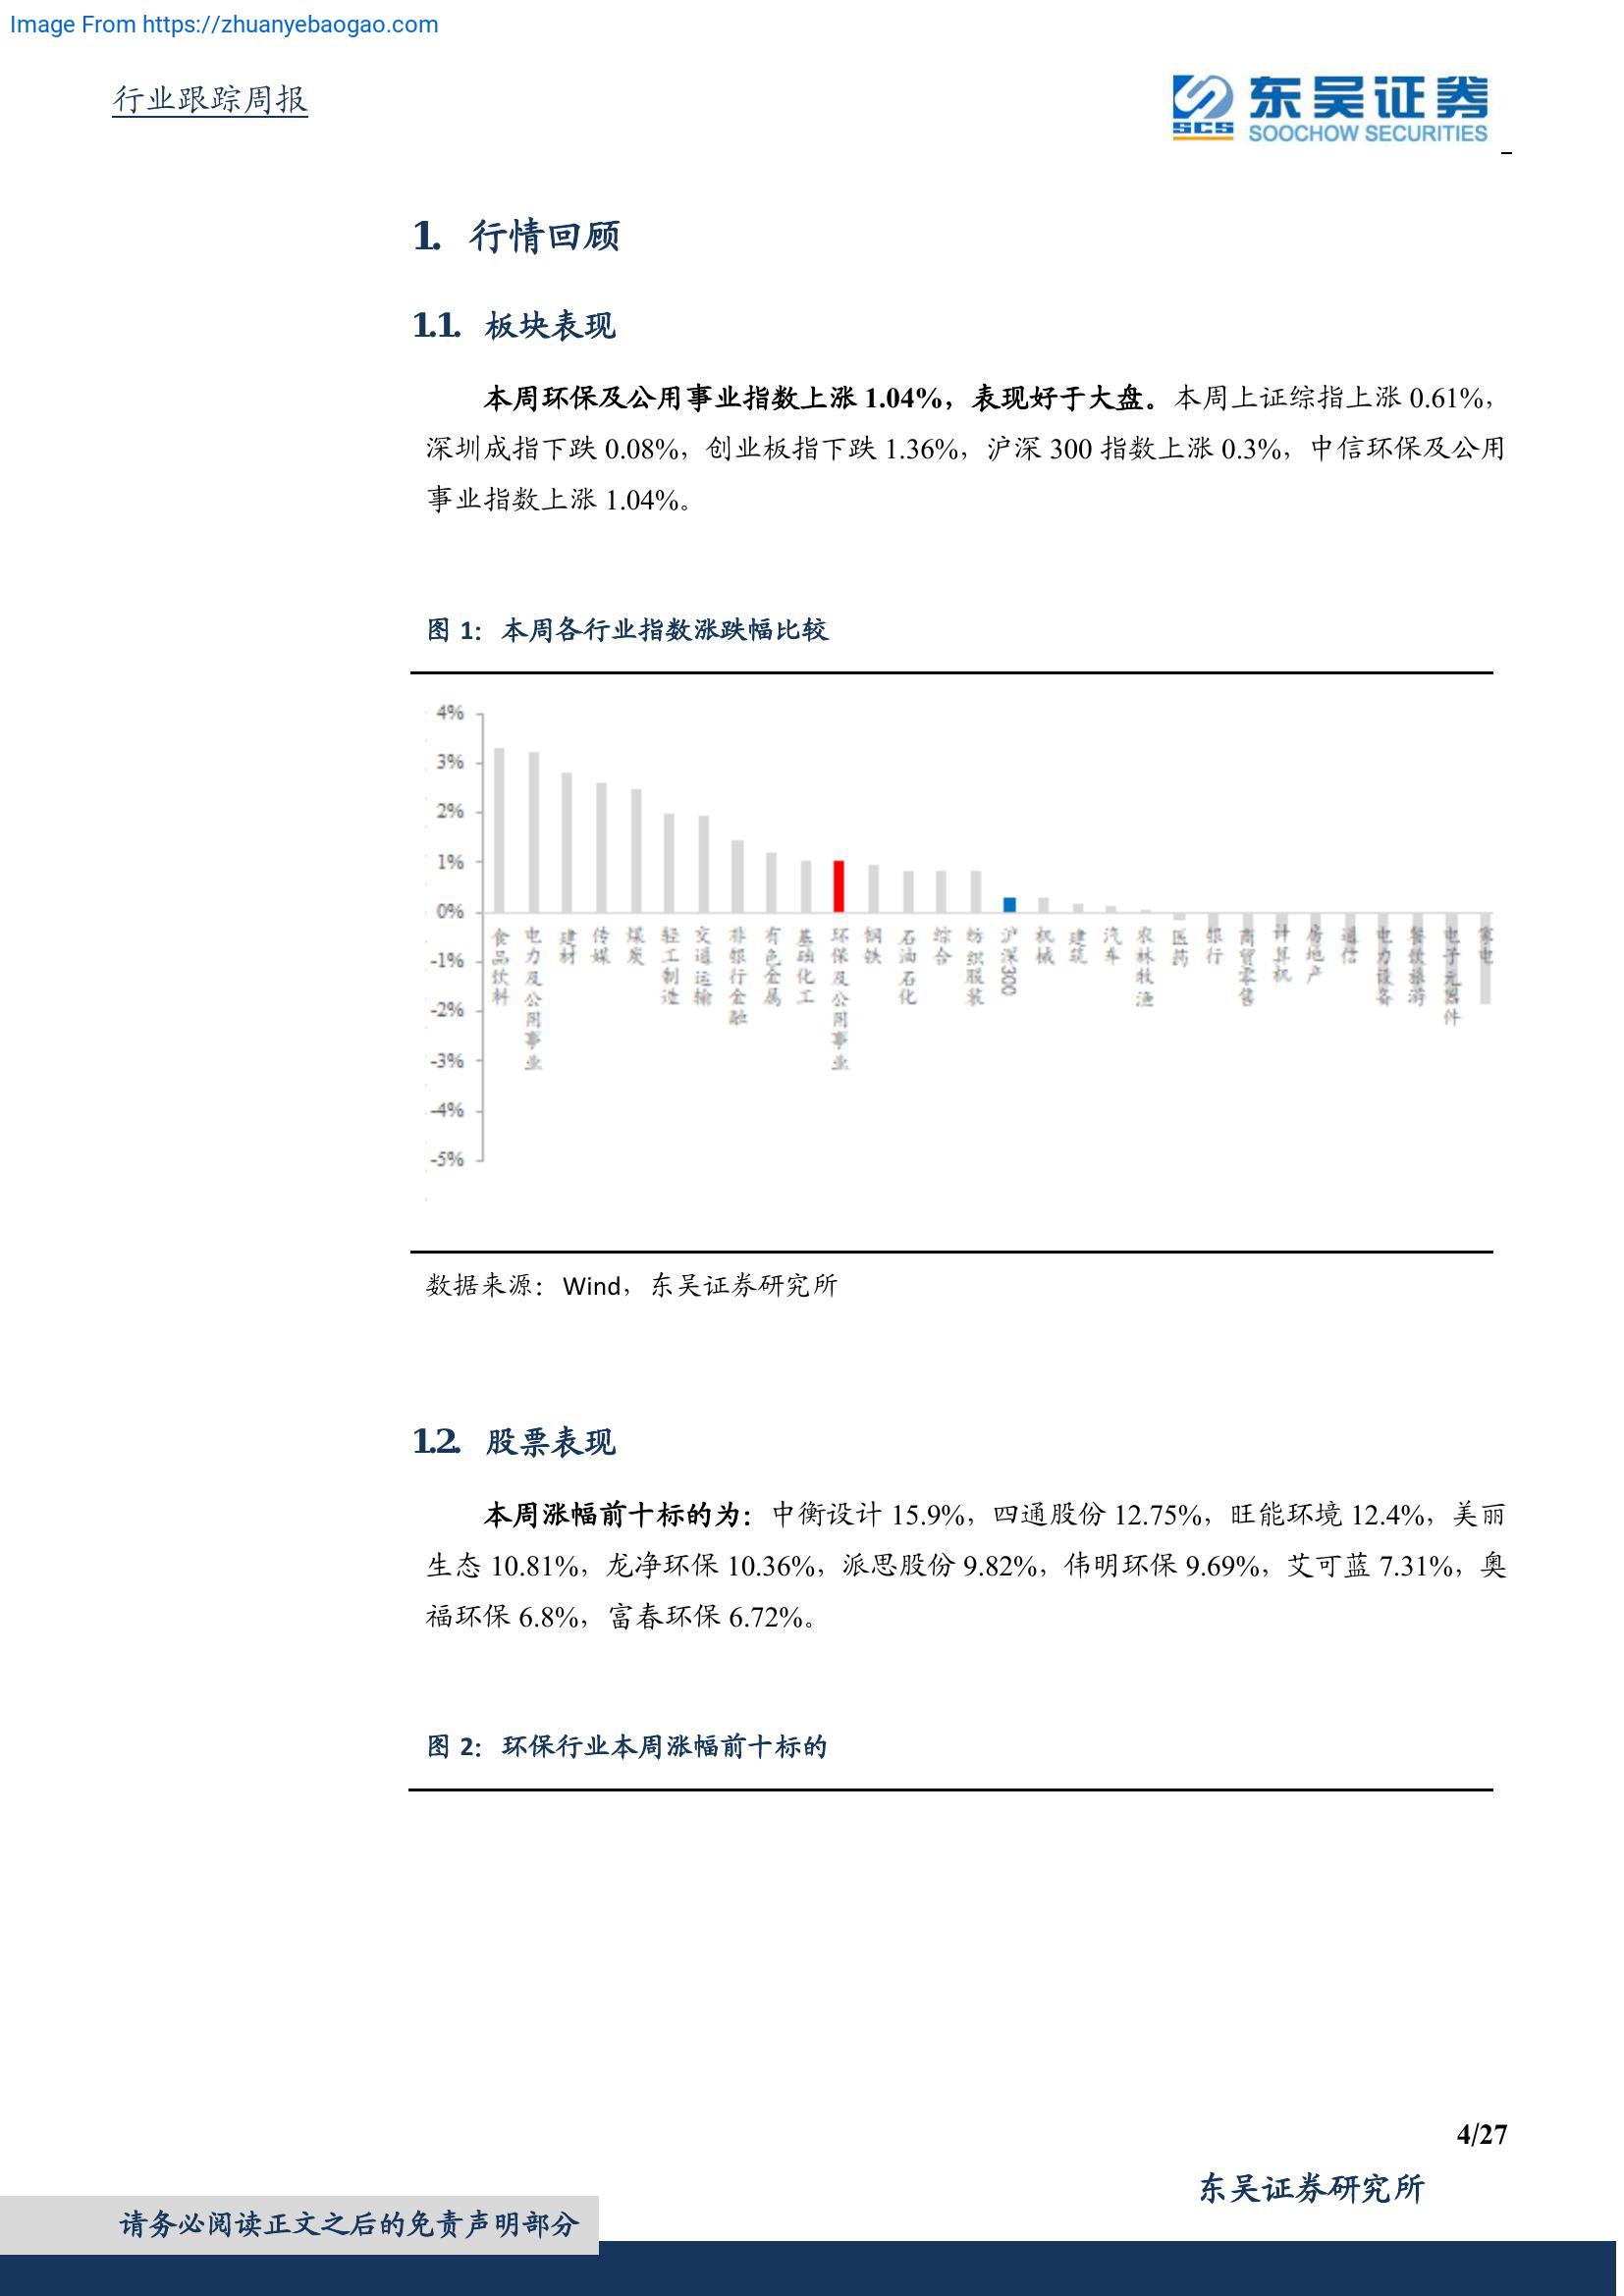 Image From https://zhuanyebaogao.com
行业跟踪周报
东吴证券
SCS SOOCHOW SECURITIES
1. 行情回顾
1.1. 板块表现
本周环保及公用事业指数上涨 1.04%，表现好于大盘。本周上证综指上涨 0.61%，
深圳成指下跌 0.08%，创业板指下跌 1.36%，沪深 300 指数上涨 0.3%，中信环保及公用
事业指数上涨 1.04%。
图 1：本周各行业指数涨跌幅比较
4%
3%
2%
1%
0%
-1%
-2%
-3%
-4%
-5%
食品饮料
电力及公用事业
建材
传媒
煤炭
轻工制造
交通运输
非银行金融
有色金属
基础化工
环保及公用事业
钢铁
石油石化
综合
纺织服装
沪深300
机械
建筑
汽车
农林牧渔
医药
银行
商贸零售
计算机
房地产
通信
电力设备
餐饮旅游
电子元器件
家电
数据来源：Wind，东吴证券研究所
1.2. 股票表现
本周涨幅前十标的为：中衡设计 15.9%，四通股份 12.75%，旺能环境 12.4%，美丽
生态 10.81%，龙净环保 10.36%，派思股份 9.82%，伟明环保 9.69%，艾可蓝 7.31%，奥
福环保 6.8%，富春环保 6.72%。
图 2：环保行业本周涨幅前十标的
4/27
东吴证券研究所
请务必阅读正文之后的免责声明部分